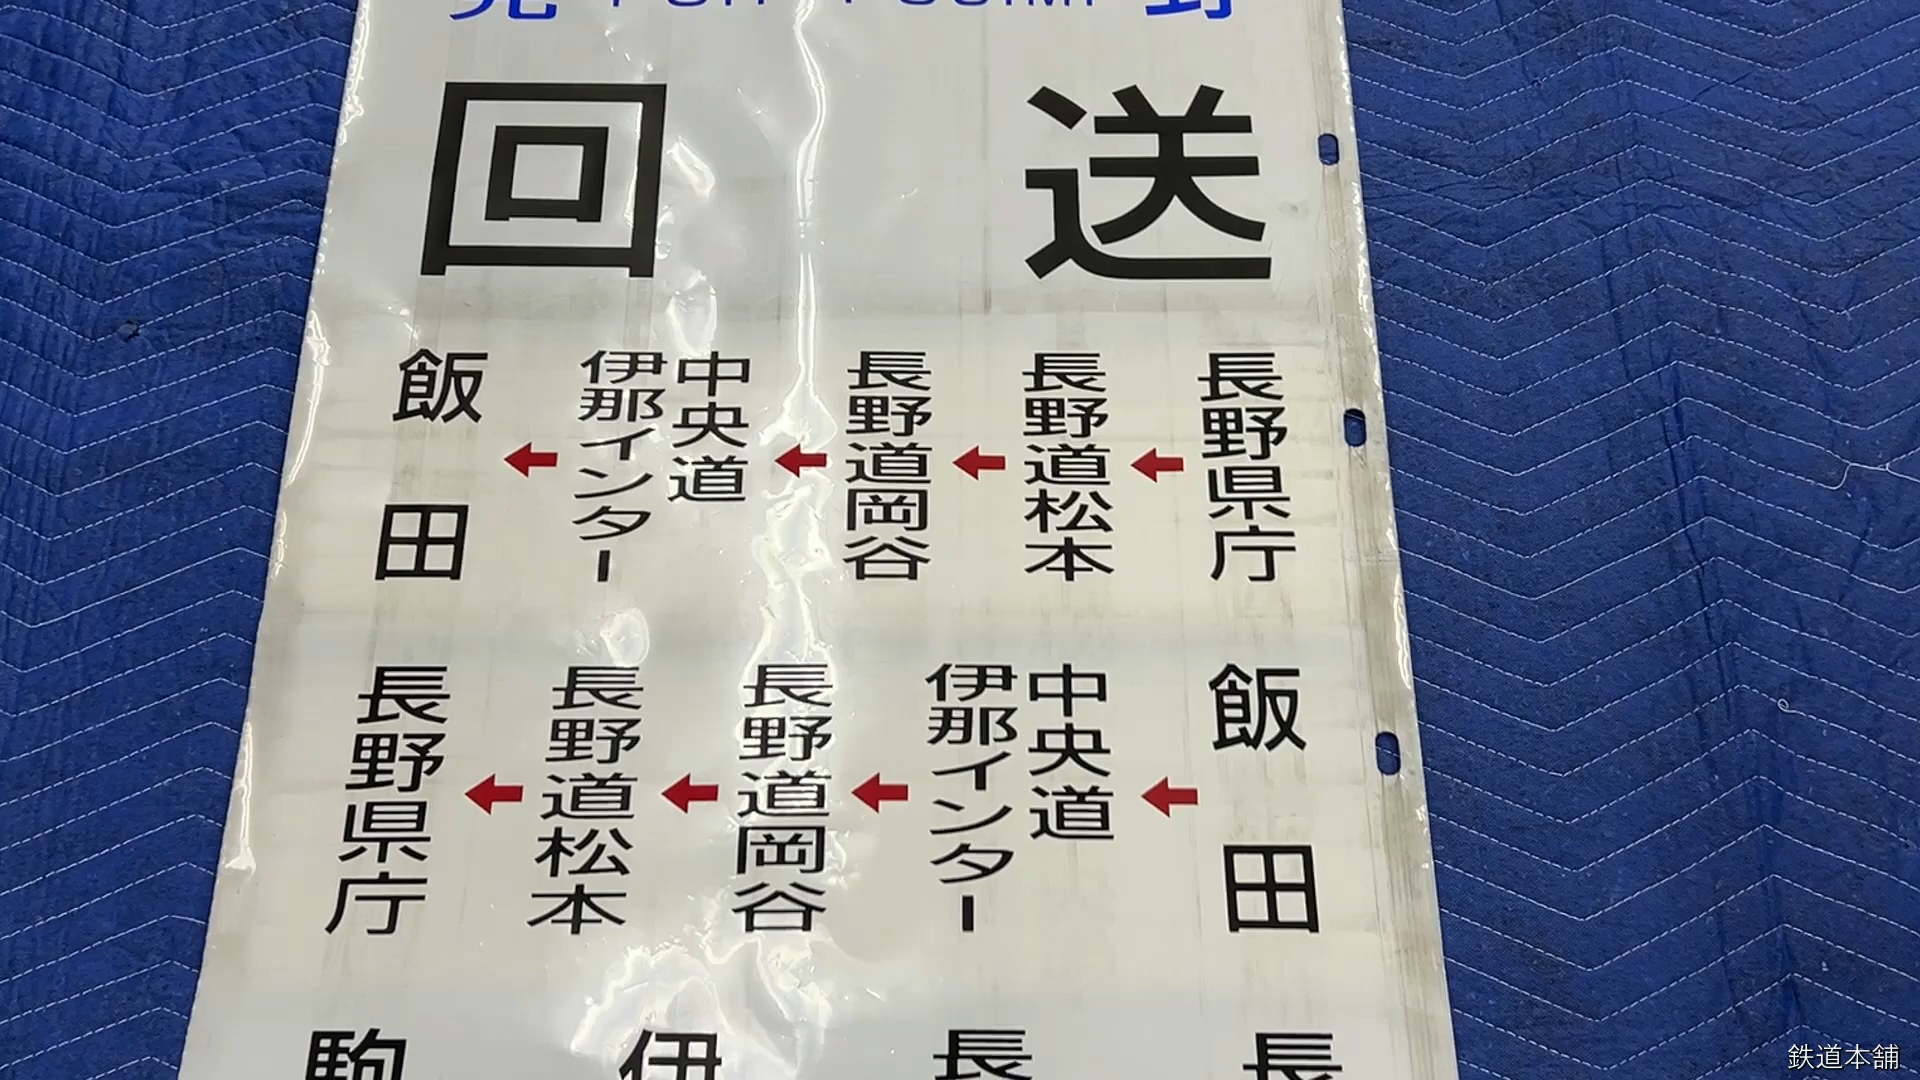 回送
長野県庁←長野道松本←長野道岡谷←中央道伊那インター←飯田
飯田←中央道伊那インター←長野道岡谷←長野道松本←長野県庁
鉄道本舗